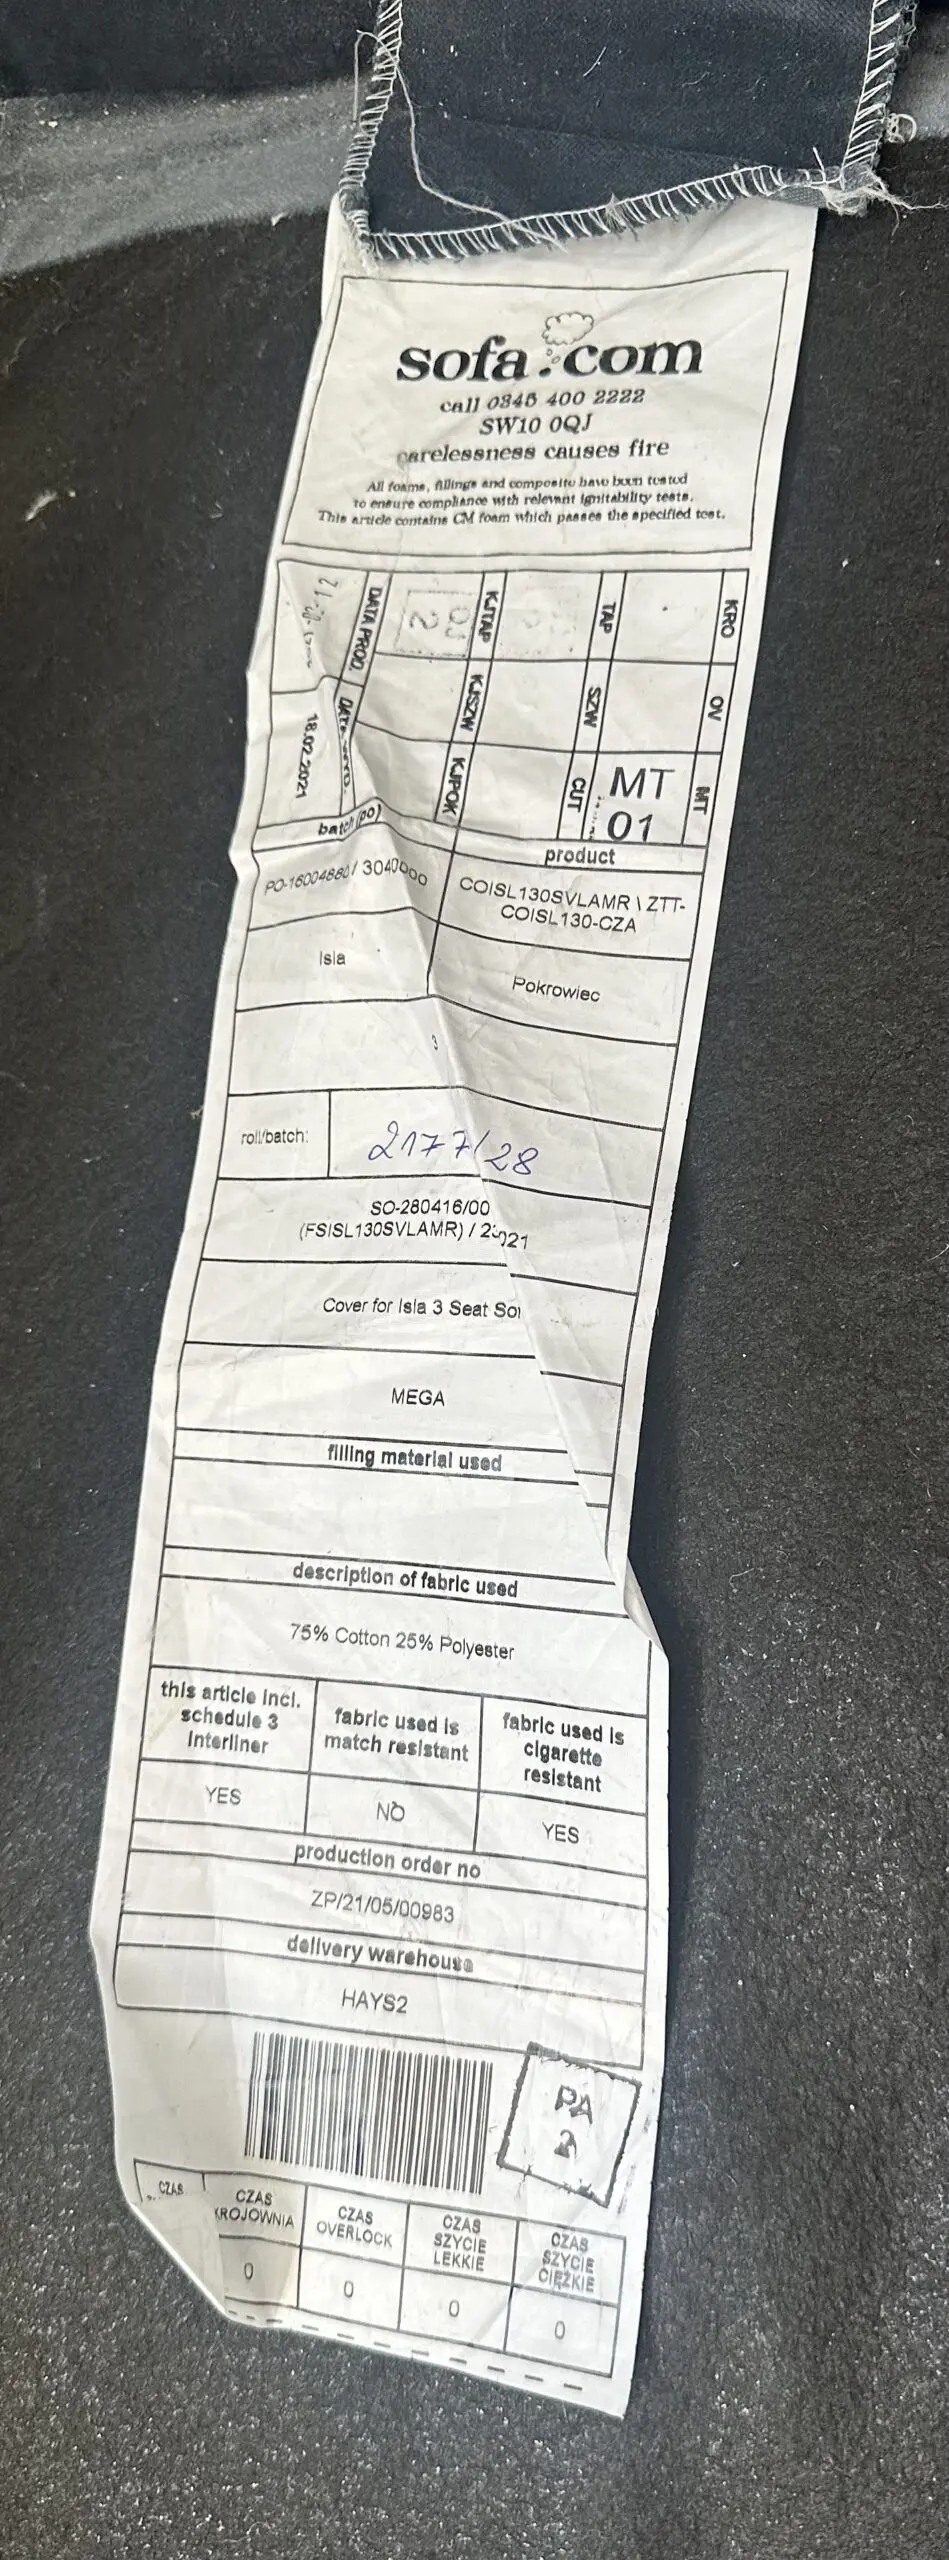 sofa.com
call 0345 400 2222
SW10 0QJ
carelessness causes fire
All foams, fillings and composite have been tested
to ensure compliance with relevant ignitability tests.
This article contains CM foam which passes the specified test.
KRO
OV
MT
MT
01
TAP
SZW
CUT
KJTAP
KJSZW
KJPOK
2
DATA PROD.
18.02.2021
batch (po)
product
COISL130SVLAMR \ ZTT-
COISL130-CZA
Isla
Pokrowiec
roll/batch:
2177/28
SO-280416/00
(FSISL130SVLAMR) /
Cover for Isla 3 Seat
MEGA
filling material used
description of fabric used
75% Cotton 25% Polyester
this article incl.
schedule 3
interliner
fabric used is
match resistant
fabric used is
cigarette
resistant
YES
NO
YES
production order no
ZP/21/05/00983
delivery warehouse
HAYS2
PA
2
CZAS
CZAS
KROJOWNIA
CZAS
OVERLOCK
CZAS
SZYCIE
LEKKIE
CZAS
SZYCIE
CIĘŻKIE
0
0
0
0